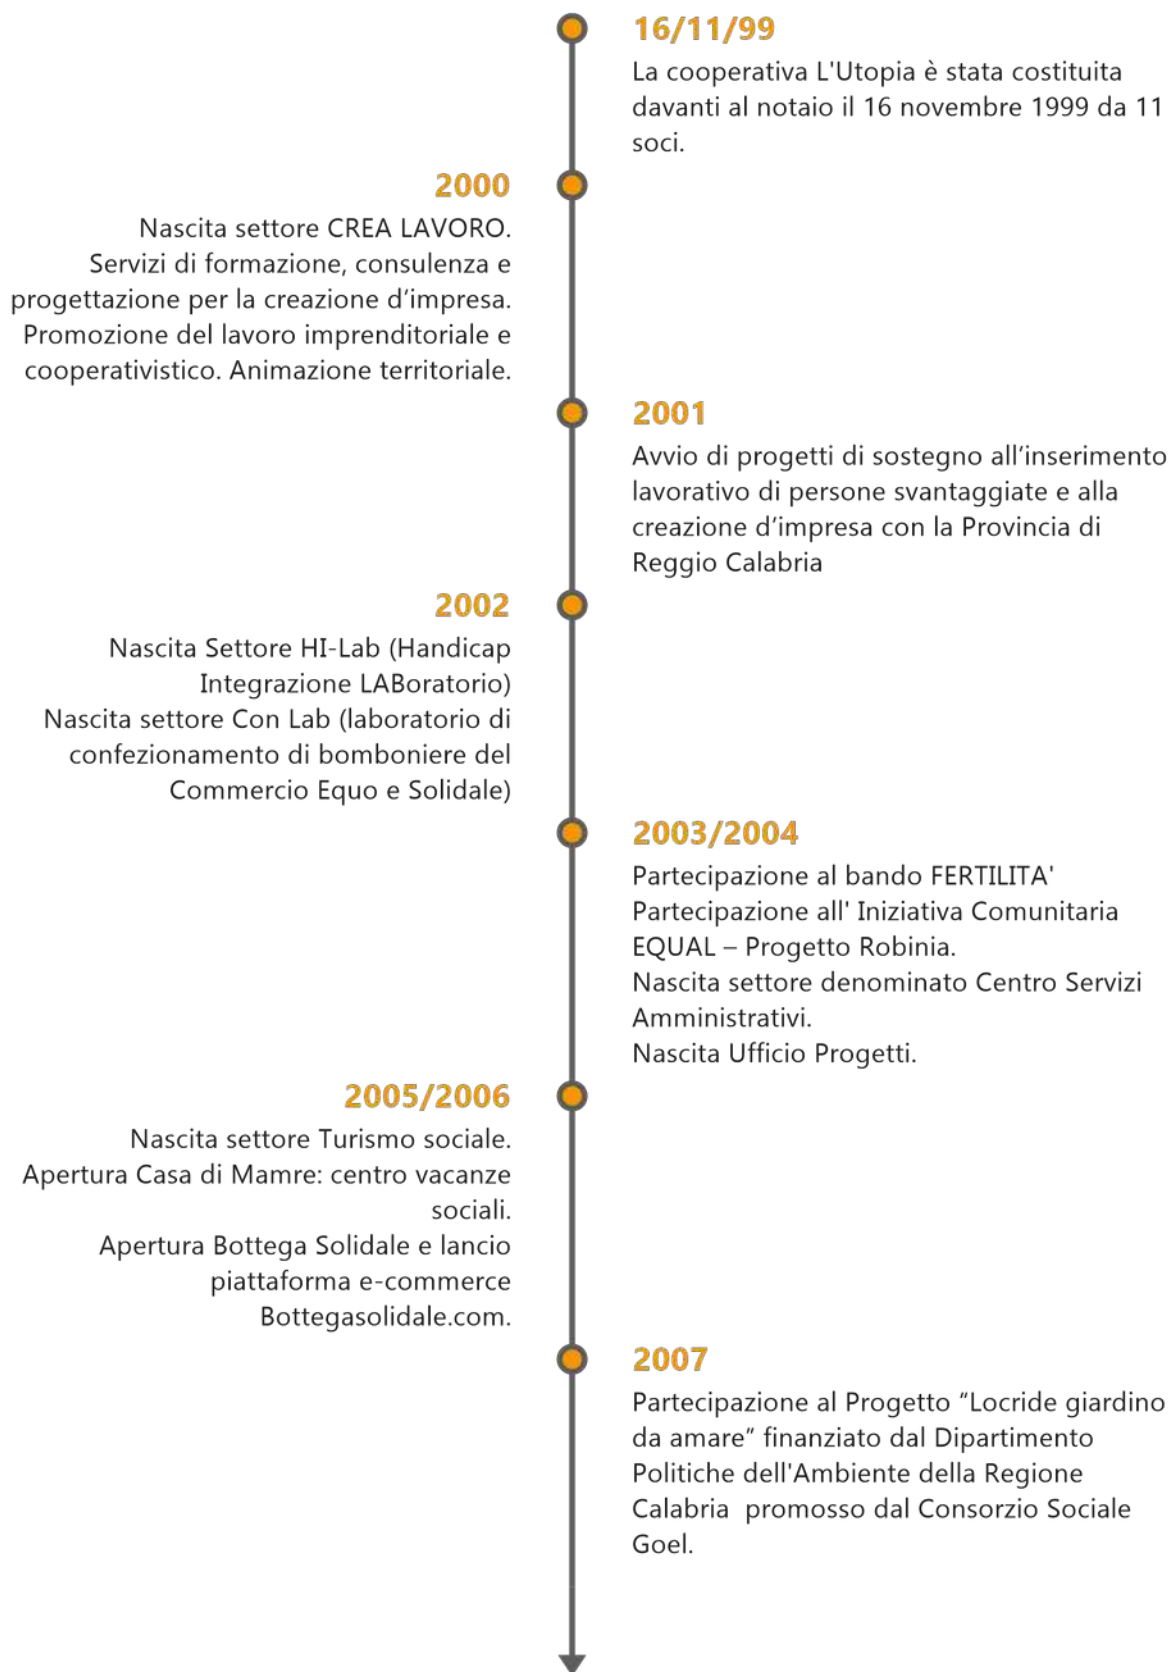 16/11/99
La cooperativa L'Utopia è stata costituita
davanti al notaio il 16 novembre 1999 da 11
soci.
2000
Nascita settore CREA LAVORO.
Servizi di formazione, consulenza e
progettazione per la creazione d’impresa.
Promozione del lavoro imprenditoriale e
cooperativistico. Animazione territoriale.
2001
Avvio di progetti di sostegno all’inserimento
lavorativo di persone svantaggiate e alla
creazione d’impresa con la Provincia di
Reggio Calabria
2002
Nascita Settore HI-Lab (Handicap
Integrazione LABoratorio)
Nascita settore Con Lab (laboratorio di
confezionamento di bomboniere del
Commercio Equo e Solidale)
2003/2004
Partecipazione al bando FERTILITA'
Partecipazione all' Iniziativa Comunitaria
EQUAL – Progetto Robinia.
Nascita settore denominato Centro Servizi
Amministrativi.
Nascita Ufficio Progetti.
2005/2006
Nascita settore Turismo sociale.
Apertura Casa di Mamre: centro vacanze
sociali.
Apertura Bottega Solidale e lancio
piattaforma e-commerce
Bottegasolidale.com.
2007
Partecipazione al Progetto “Locride giardino
da amare” finanziato dal Dipartimento
Politiche dell'Ambiente della Regione
Calabria  promosso dal Consorzio Sociale
Goel.